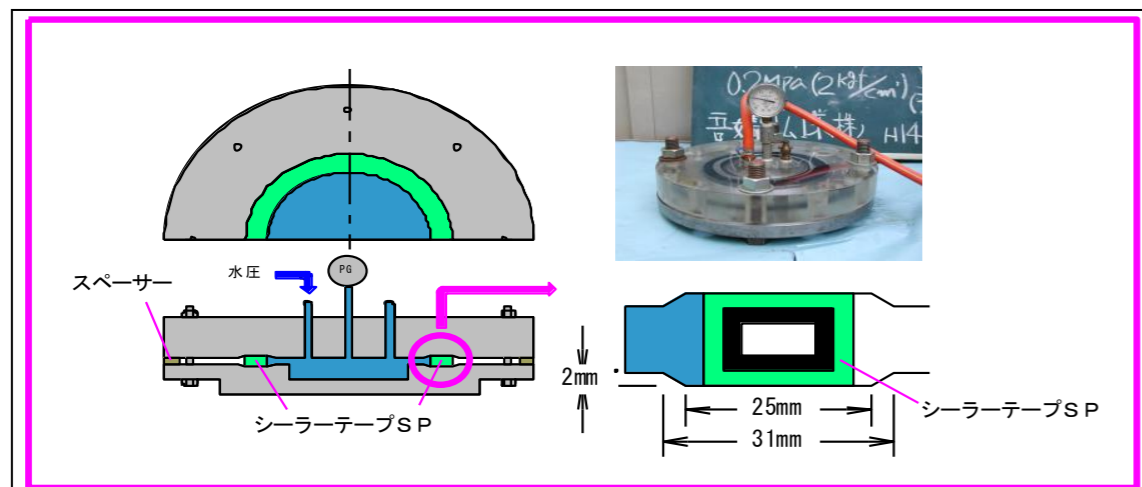 0.2MPa(2kgf/cm²)
H14
水圧
PG
スペーサー
シーラーテープSP
2mm
25mm
31mm
シーラーテープSP